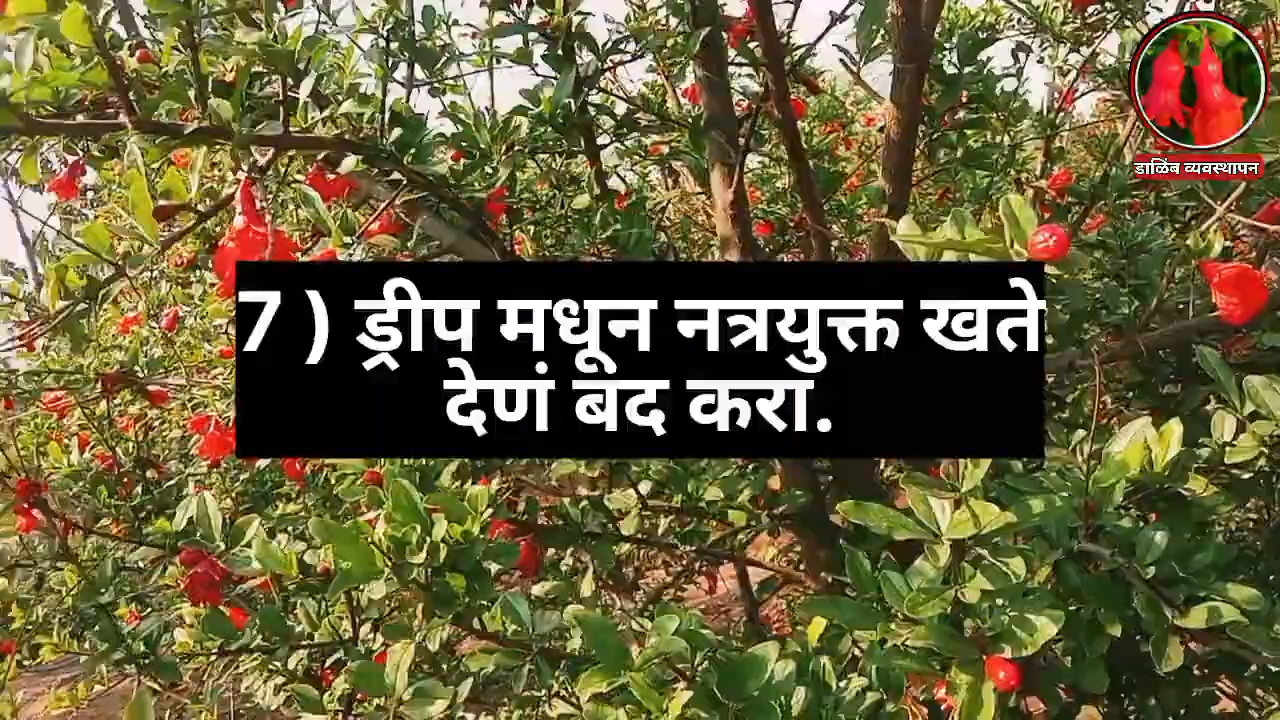 डाळिंब व्यवस्थापन
7 ) ड्रीप मधून नत्रयुक्त खते
देणं बंद करा.